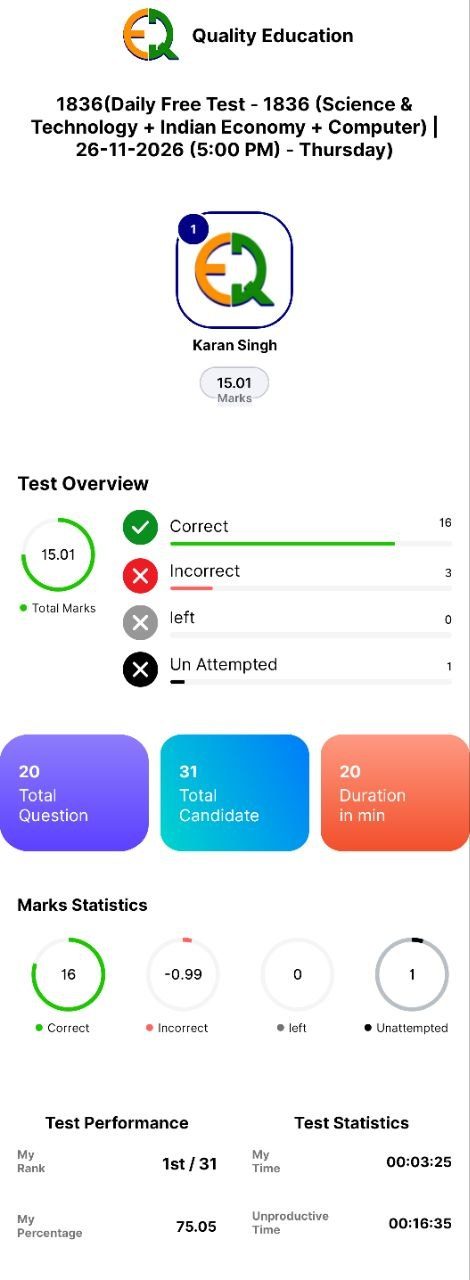 EQ Quality Education
1836(Daily Free Test - 1836 (Science &
Technology + Indian Economy + Computer) |
26-11-2026 (5:00 PM) - Thursday)
1
EQ
Karan Singh
15.01
Marks
Test Overview
15.01
Total Marks
Correct 16
Incorrect 3
left 0
Un Attempted 1
20
Total
Question
31
Total
Candidate
20
Duration
in min
Marks Statistics
16
Correct
-0.99
Incorrect
0
left
1
Unattempted
Test Performance
My
Rank
1st / 31
My
Percentage
75.05
Test Statistics
My
Time
00:03:25
Unproductive
Time
00:16:35